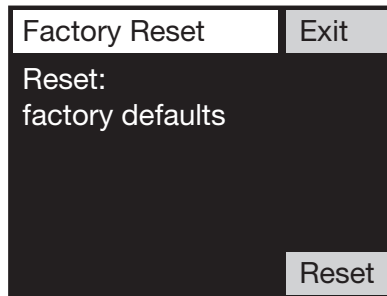 Factory Reset
Exit
Reset:
factory defaults
Reset